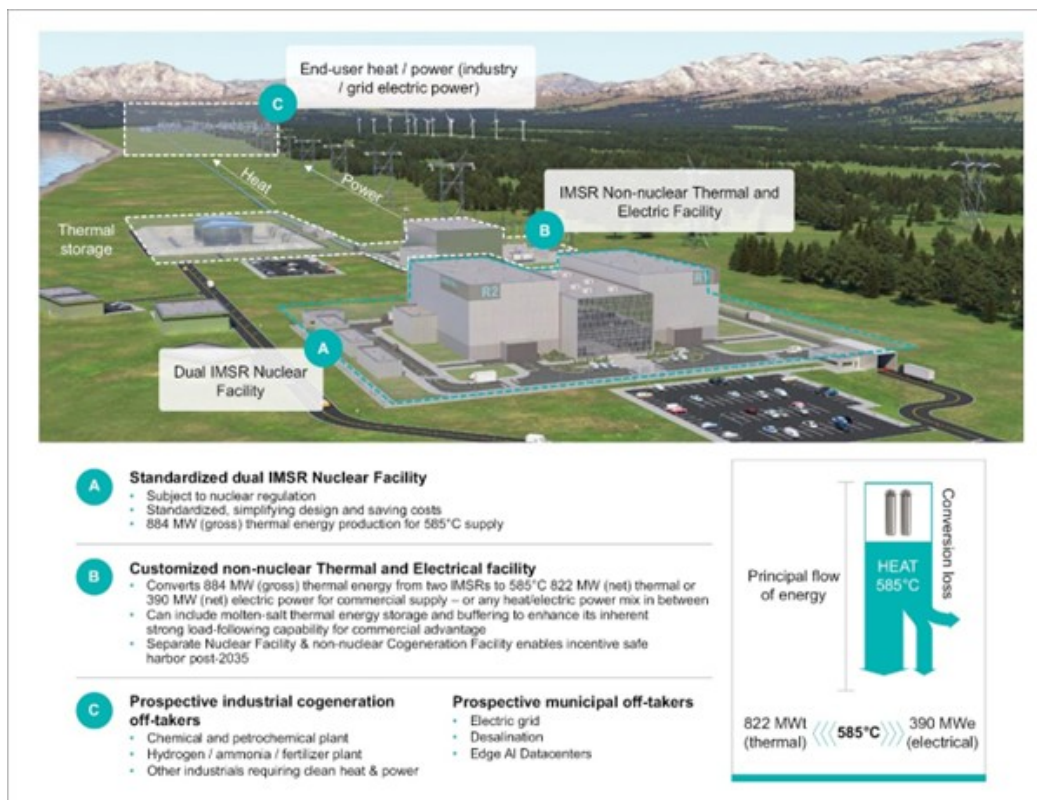 End-user heat / power (industry
/ grid electric power)
C
Heat
Power
IMSR Non-nuclear Thermal and
Electric Facility
B
Thermal
storage
R2
R1
A
Dual IMSR Nuclear
Facility
A
Standardized dual IMSR Nuclear Facility
• Subject to nuclear regulation
• Standardized, simplifying design and saving costs
• 884 MW (gross) thermal energy production for 585°C supply
B
Customized non-nuclear Thermal and Electrical facility
• Converts 884 MW (gross) thermal energy from two IMSRs to 585°C 822 MW (net) thermal or
390 MW (net) electric power for commercial supply – or any heat/electric power mix in between
• Can include molten-salt thermal energy storage and buffering to enhance its inherent
strong load-following capability for commercial advantage
• Separate Nuclear Facility & non-nuclear Cogeneration Facility enables incentive safe
harbor post-2035
C
Prospective industrial cogeneration
off-takers
• Chemical and petrochemical plant
• Hydrogen / ammonia / fertilizer plant
• Other industrials requiring clean heat & power
Prospective municipal off-takers
• Electric grid
• Desalination
• Edge AI Datacenters
Principal flow
of energy
HEAT
585°C
Conversion loss
822 MWt
(thermal)
585°C
390 MWe
(electrical)